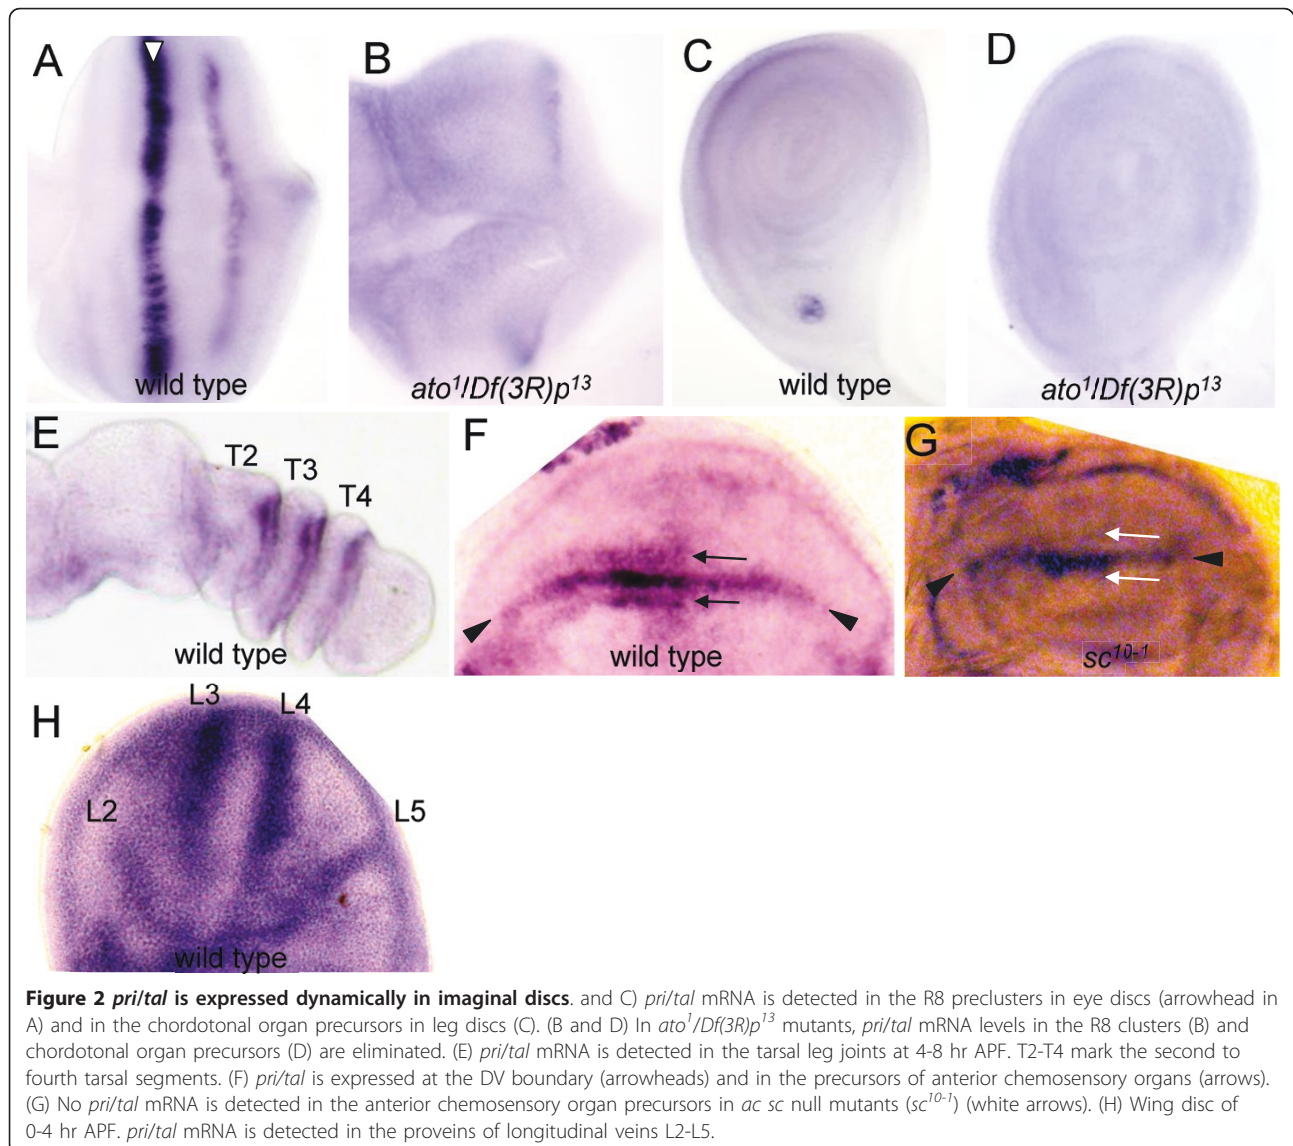 A
B
C
D
wild type
ato¹/Df(3R)p¹³
wild type
ato¹/Df(3R)p¹³
E
T2
T3
T4
wild type
F
wild type
G
sc¹⁰⁻¹
H
L3
L4
L2
L5
wild type
Figure 2 pri/tal is expressed dynamically in imaginal discs. and C) pri/tal mRNA is detected in the R8 preclusters in eye discs (arrowhead in
A) and in the chordotonal organ precursors in leg discs (C). (B and D) In ato¹/Df(3R)p¹³ mutants, pri/tal mRNA levels in the R8 clusters (B) and
chordotonal organ precursors (D) are eliminated. (E) pri/tal mRNA is detected in the tarsal leg joints at 4-8 hr APF. T2-T4 mark the second to
fourth tarsal segments. (F) pri/tal is expressed at the DV boundary (arrowheads) and in the precursors of anterior chemosensory organs (arrows).
(G) No pri/tal mRNA is detected in the anterior chemosensory organ precursors in ac sc null mutants (sc¹⁰⁻¹) (white arrows). (H) Wing disc of
0-4 hr APF. pri/tal mRNA is detected in the proveins of longitudinal veins L2-L5.